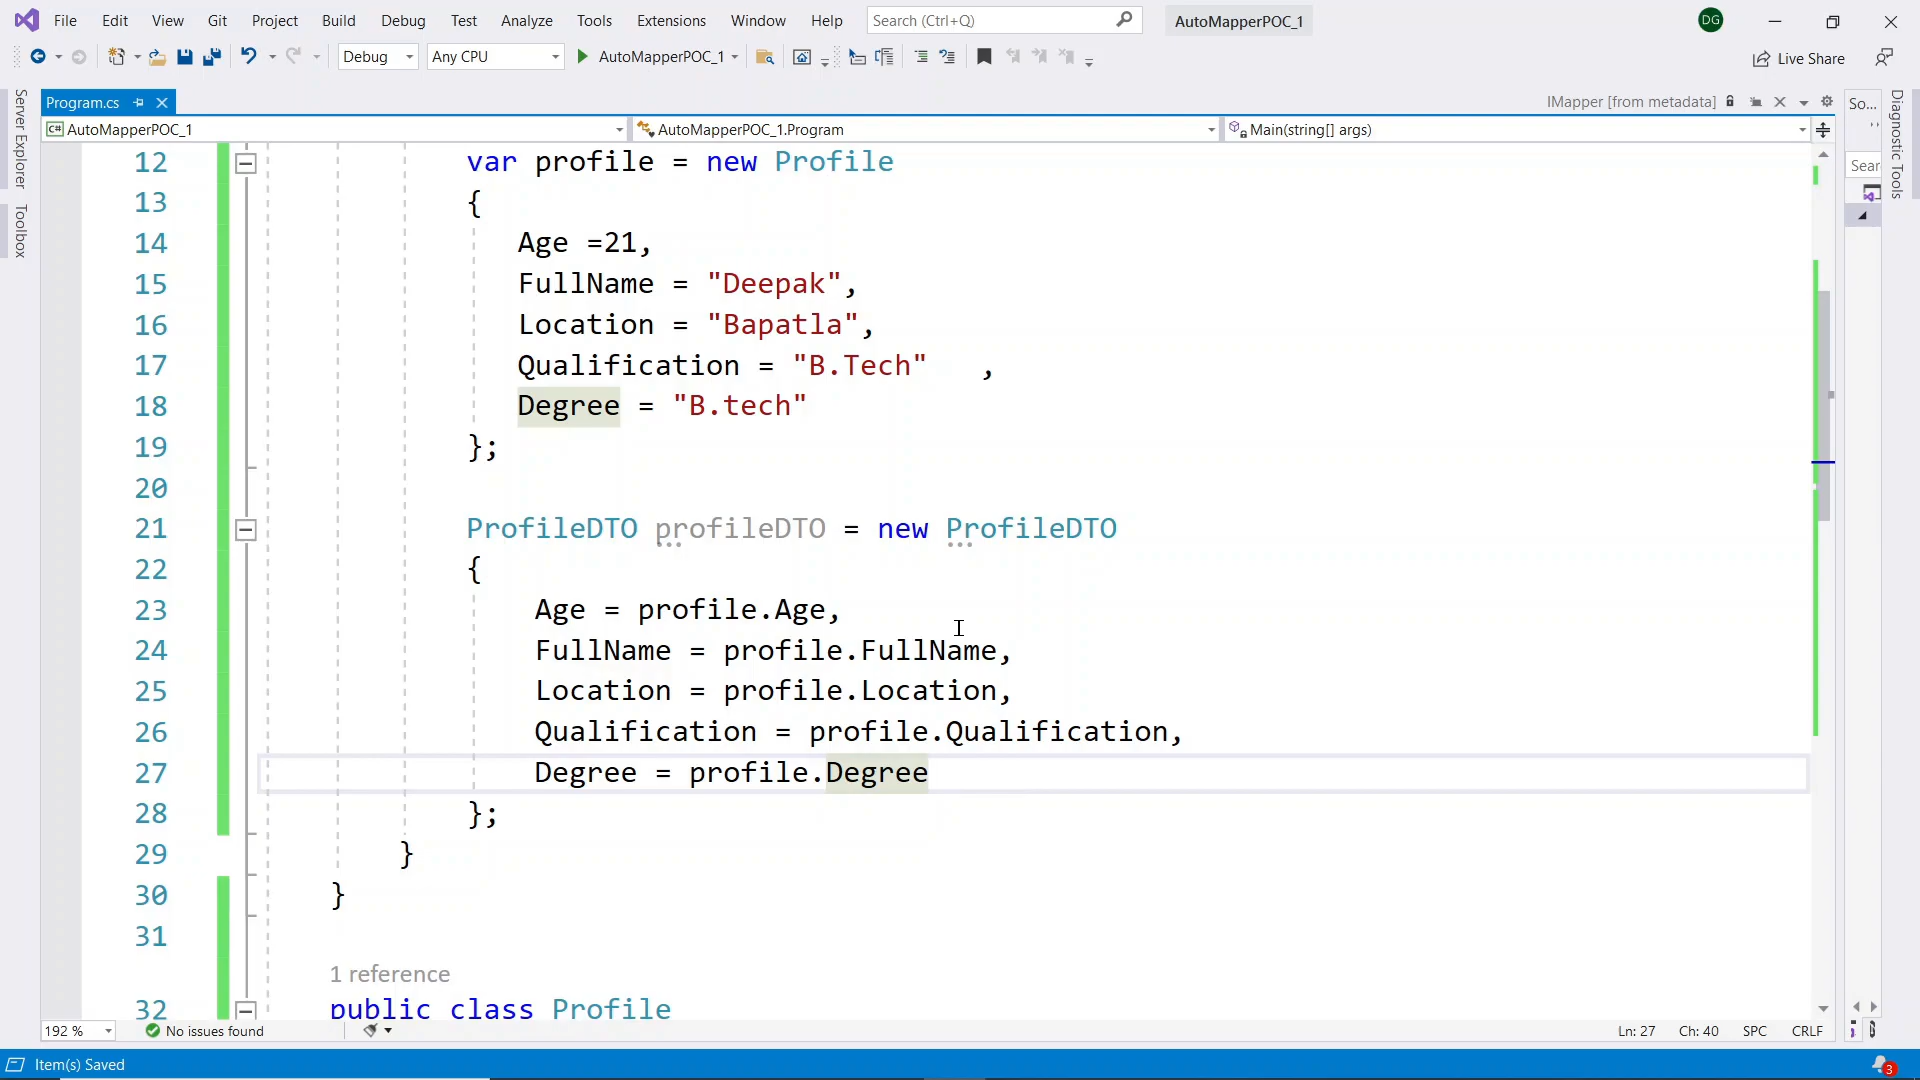 File Edit View Git Project Build Debug Test Analyze Tools Extensions Window Help Search (Ctrl+Q) AutoMapperPOC_1 DG
Debug Any CPU AutoMapperPOC_1 Live Share
Server Explorer
Toolbox
Program.cs IMapper [from metadata] So...
AutoMapperPOC_1 AutoMapperPOC_1.Program Main(string[] args)
Sear
Diagnostic Tools
12 var profile = new Profile
13 {
14 Age =21,
15 FullName = "Deepak",
16 Location = "Bapatla",
17 Qualification = "B.Tech" ,
18 Degree = "B.tech"
19 };
20
21 ProfileDTO profileDTO = new ProfileDTO
22 {
23 Age = profile.Age,
24 FullName = profile.FullName,
25 Location = profile.Location,
26 Qualification = profile.Qualification,
27 Degree = profile.Degree
28 };
29 }
30 }
31
1 reference
32 public class Profile
192 % No issues found Ln: 27 Ch: 40 SPC CRLF
Item(s) Saved 3